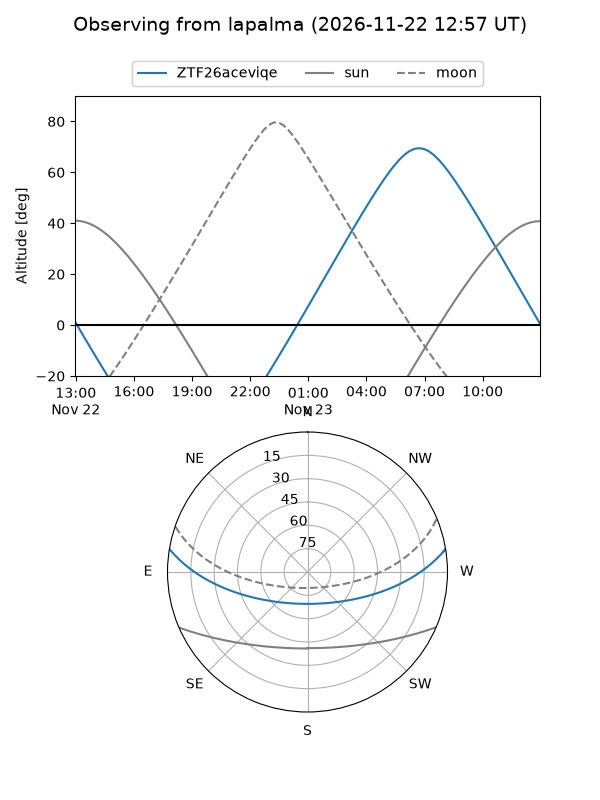 Observing from lapalma (2026-11-22 12:57 UT)
ZTF26aceviqe sun moon
80
60
40
20
0
−20
Altitude [deg]
13:00 16:00 19:00 22:00 01:00 04:00 07:00 10:00
Nov 22 Nov 23
N
NE NW
15
30
45
60
75
E W
SE SW
S